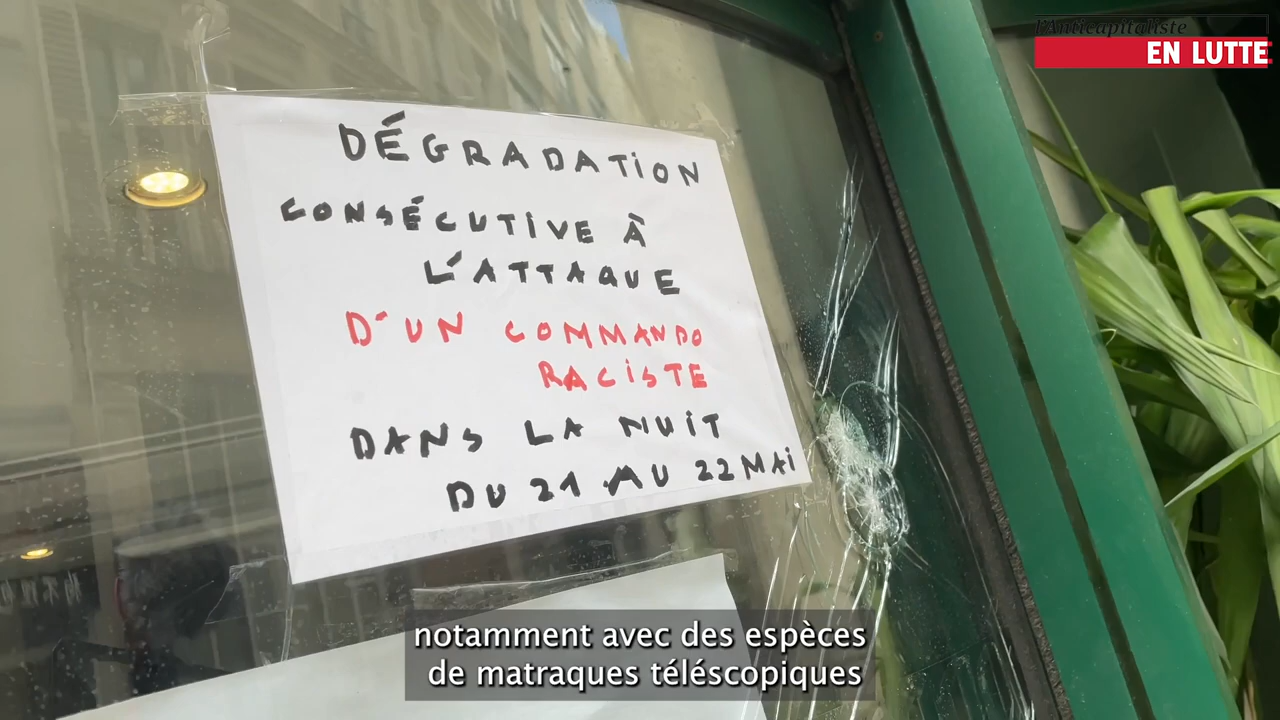 l'Anticapitaliste
EN LUTTE
DÉGRADATION
CONSÉCUTIVE À
L'ATTAQUE
D'UN COMMANDO
RACISTE
DANS LA NUIT
DU 21 AU 22 MAI
notamment avec des espèces
de matraques téléscopiques